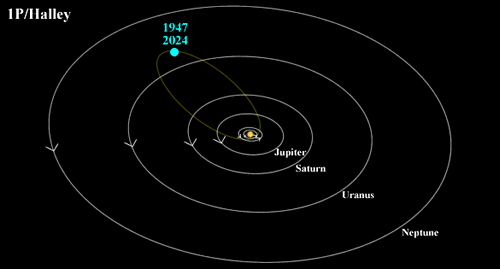 1P/Halley
1947
2024
Jupiter
Saturn
Uranus
Neptune